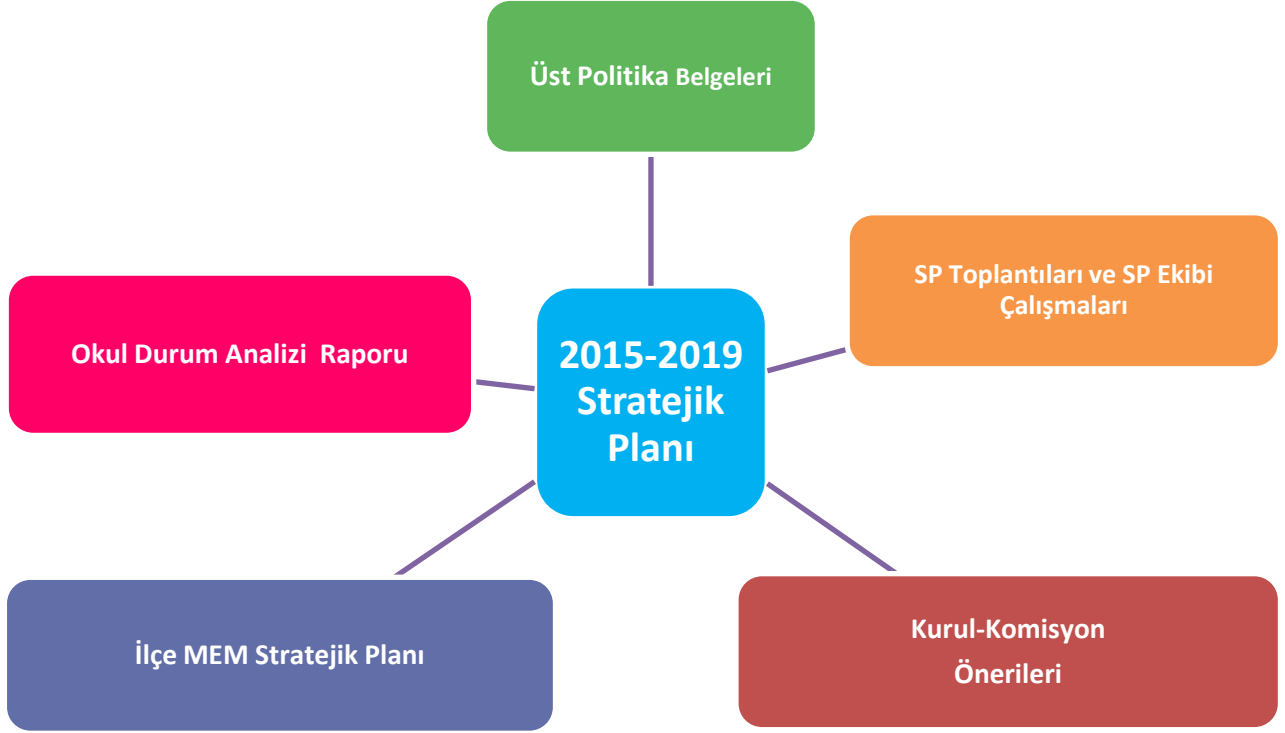 Üst Politika Belgeleri
SP Toplantıları ve SP Ekibi
Çalışmaları
Okul Durum Analizi Raporu
2015-2019
Stratejik
Planı
İlçe MEM Stratejik Planı
Kurul-Komisyon
Önerileri